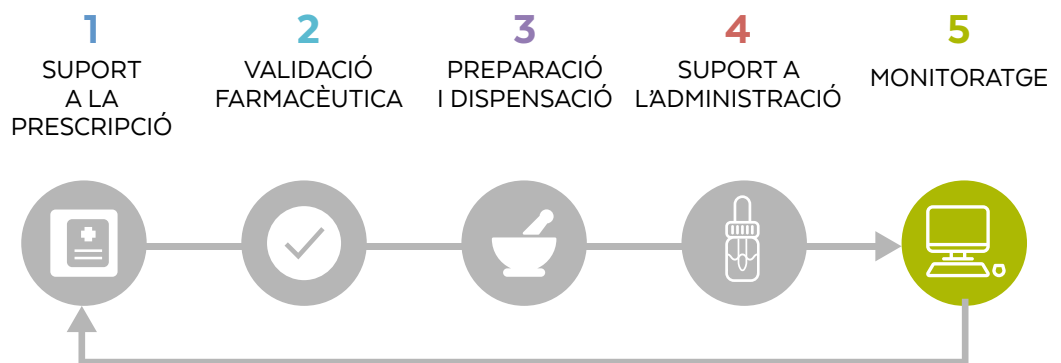 1
SUPORT
A LA
PRESCRIPCIÓ
2
VALIDACIÓ
FARMACÈUTICA
3
PREPARACIÓ
I DISPENSACIÓ
4
SUPORT A
L'ADMINISTRACIÓ
5
MONITORATGE